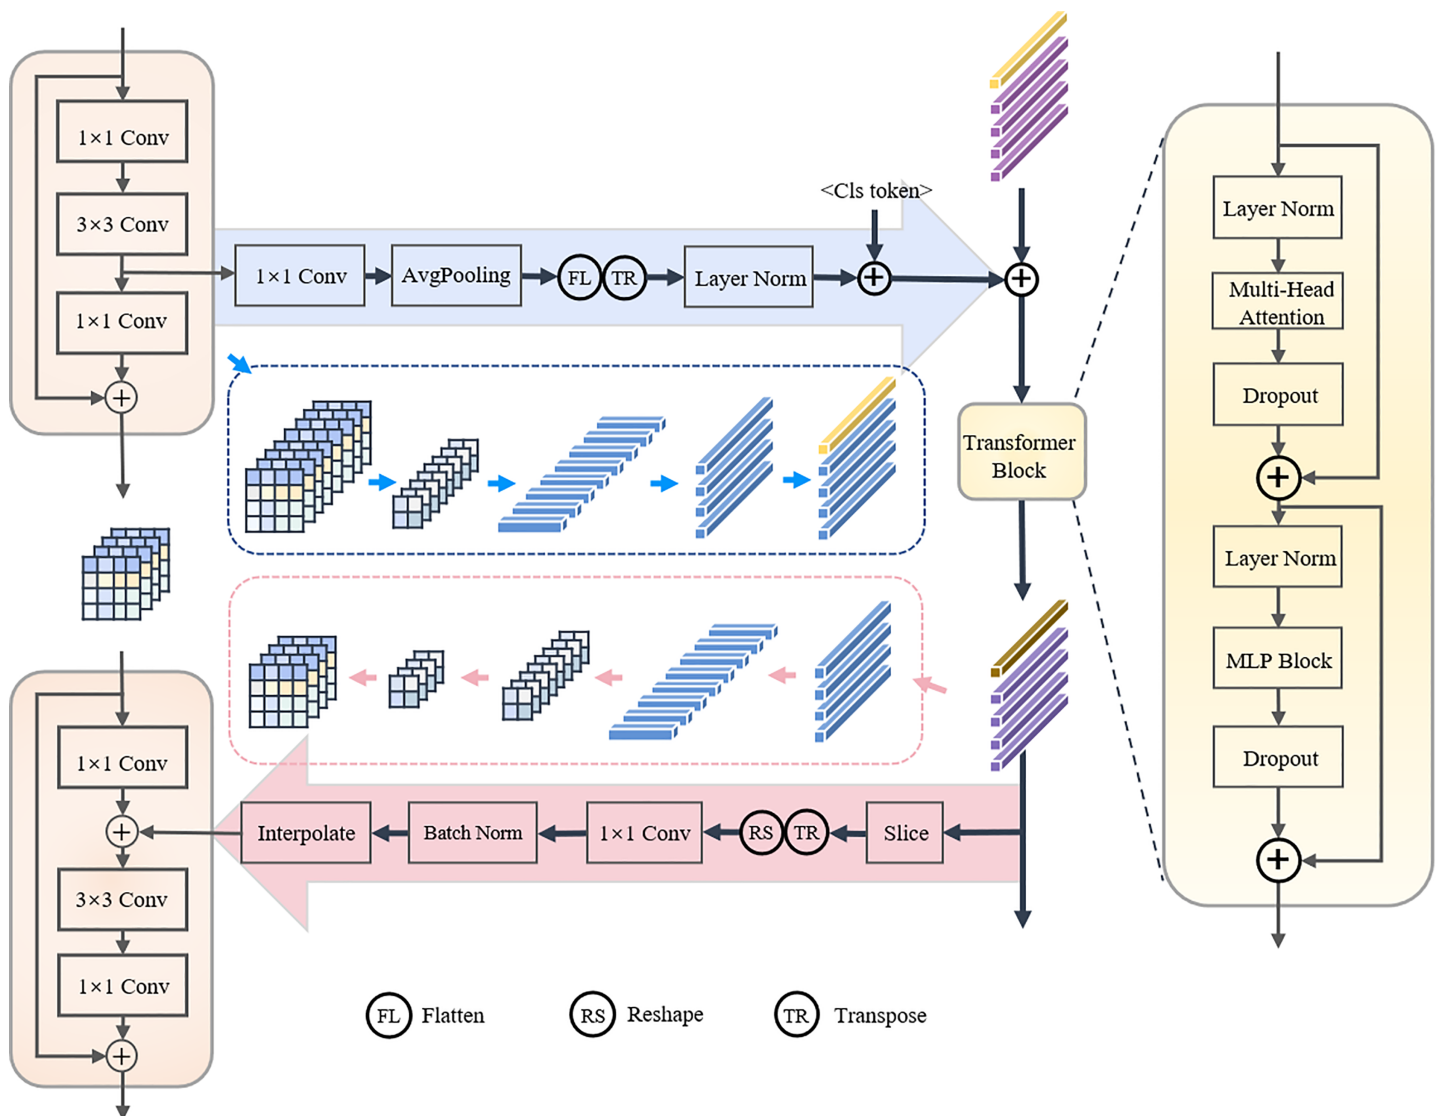 1×1 Conv
3×3 Conv
1×1 Conv
<Cls token>
1×1 Conv
AvgPooling
FL
TR
Layer Norm
Transformer
Block
Layer Norm
Multi-Head
Attention
Dropout
Layer Norm
MLP Block
Dropout
1×1 Conv
3×3 Conv
1×1 Conv
Interpolate
Batch Norm
1×1 Conv
RS
TR
Slice
FL Flatten
RS Reshape
TR Transpose